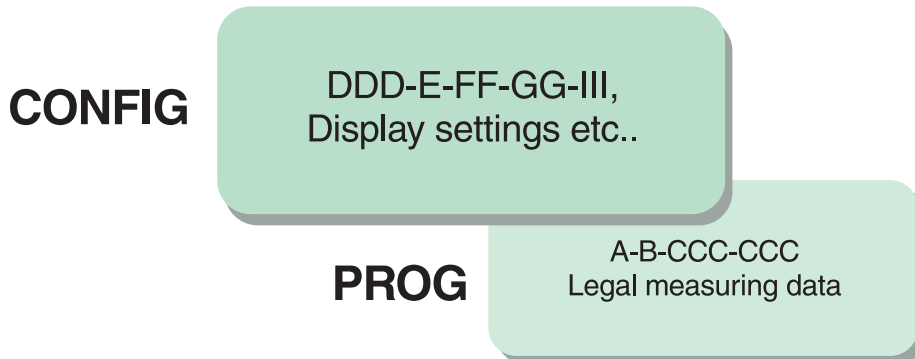 CONFIG
DDD-E-FF-GG-III,
Display settings etc..
PROG
A-B-CCC-CCC
Legal measuring data